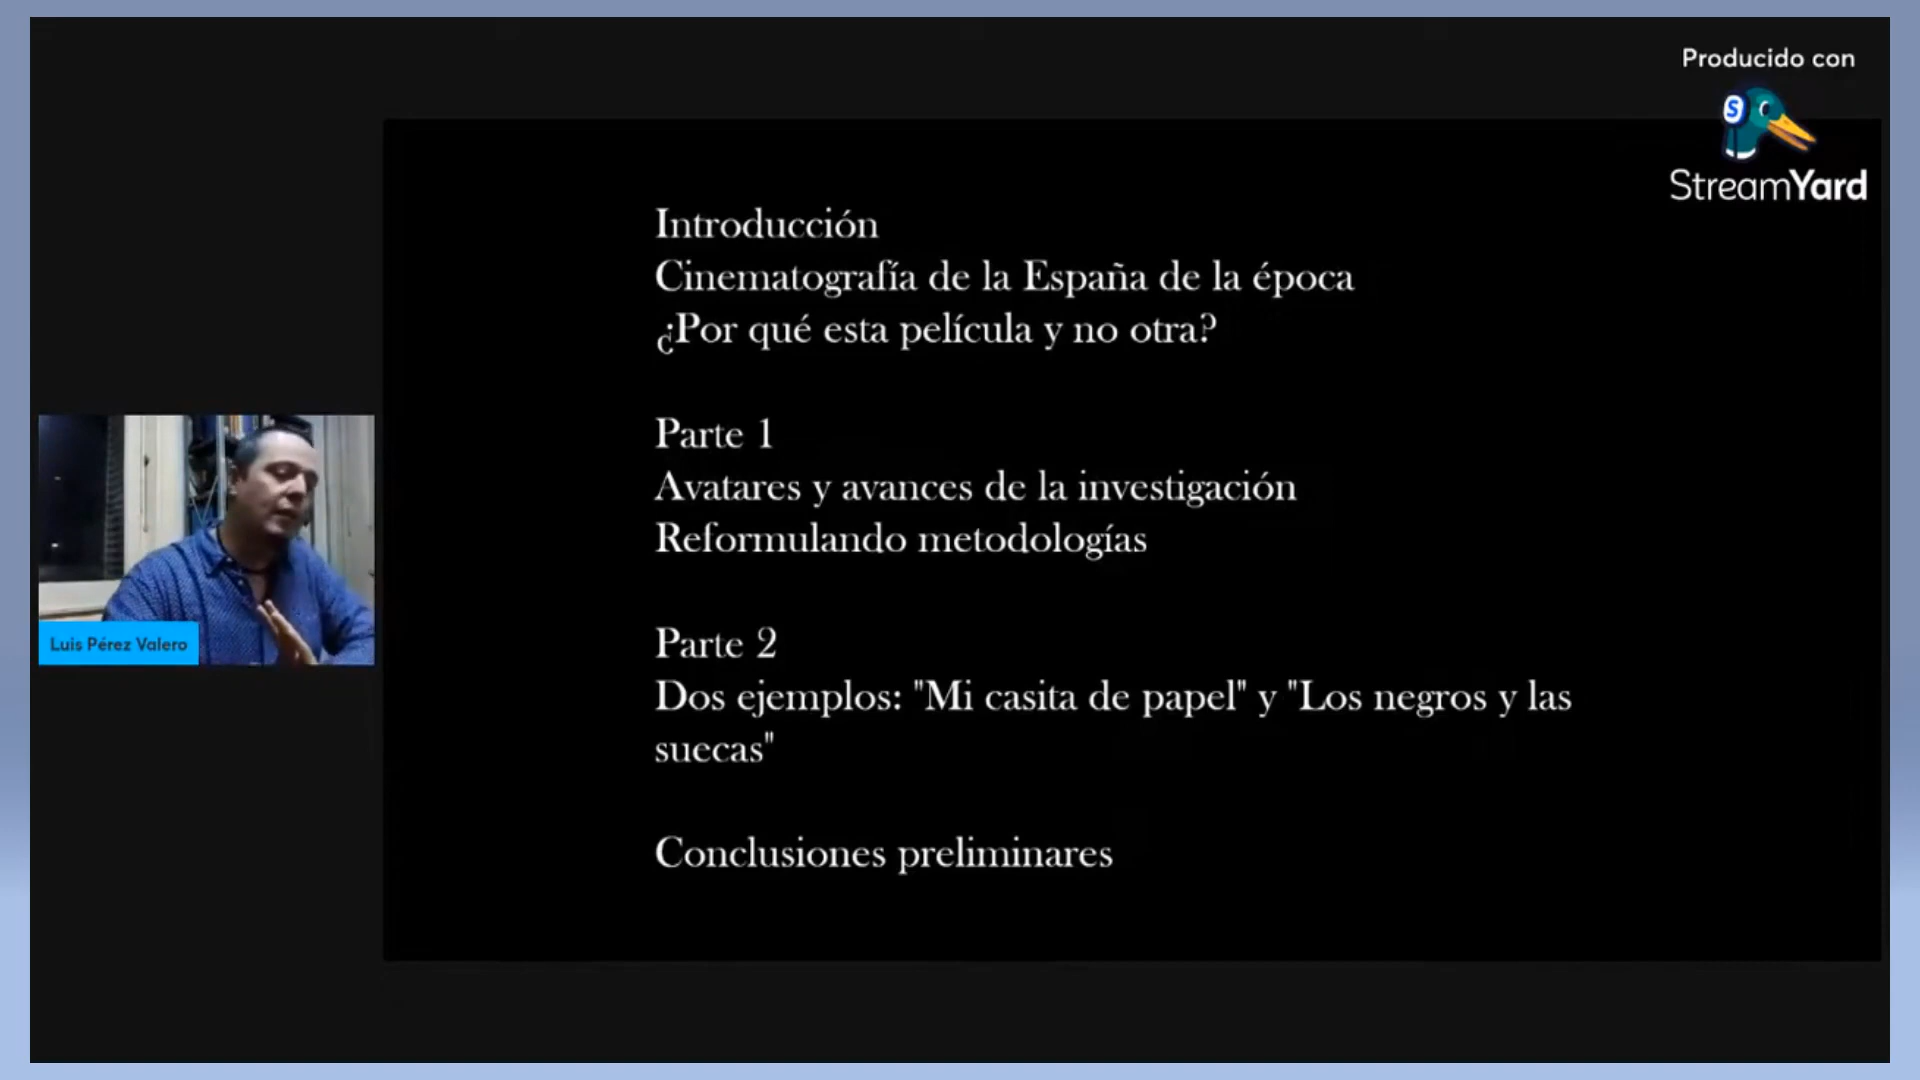 Producido con
S
StreamYard
Introducción
Cinematografía de la España de la época
¿Por qué esta película y no otra?
Parte 1
Avatares y avances de la investigación
Reformulando metodologías
Parte 2
Dos ejemplos: "Mi casita de papel" y "Los negros y las
suecas"
Conclusiones preliminares
Luis Pérez Valero